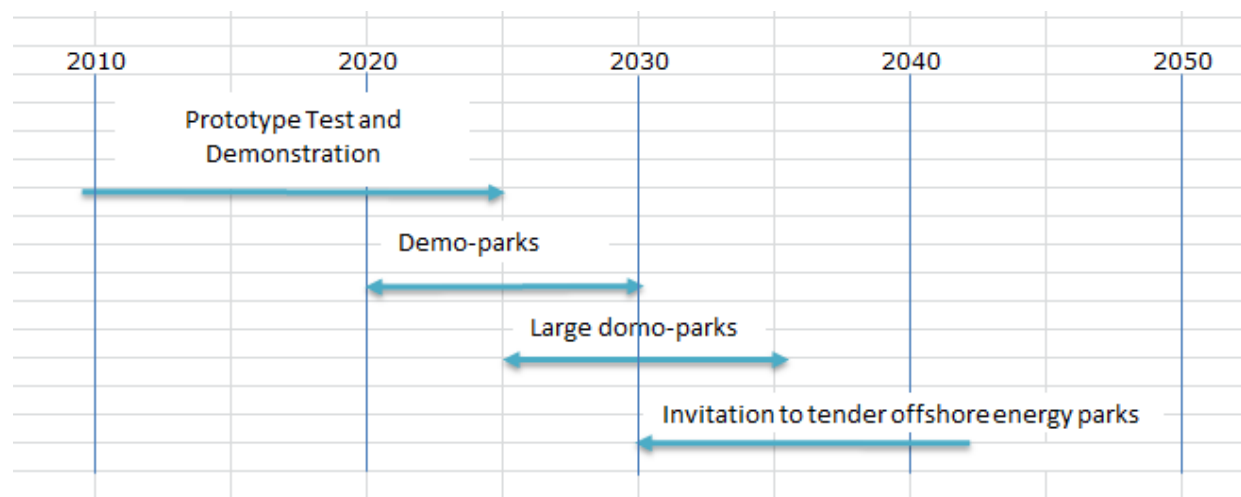 2010 2020 2030 2040 2050
Prototype Test and
Demonstration
Demo-parks
Large domo-parks
Invitation to tender offshore energy parks